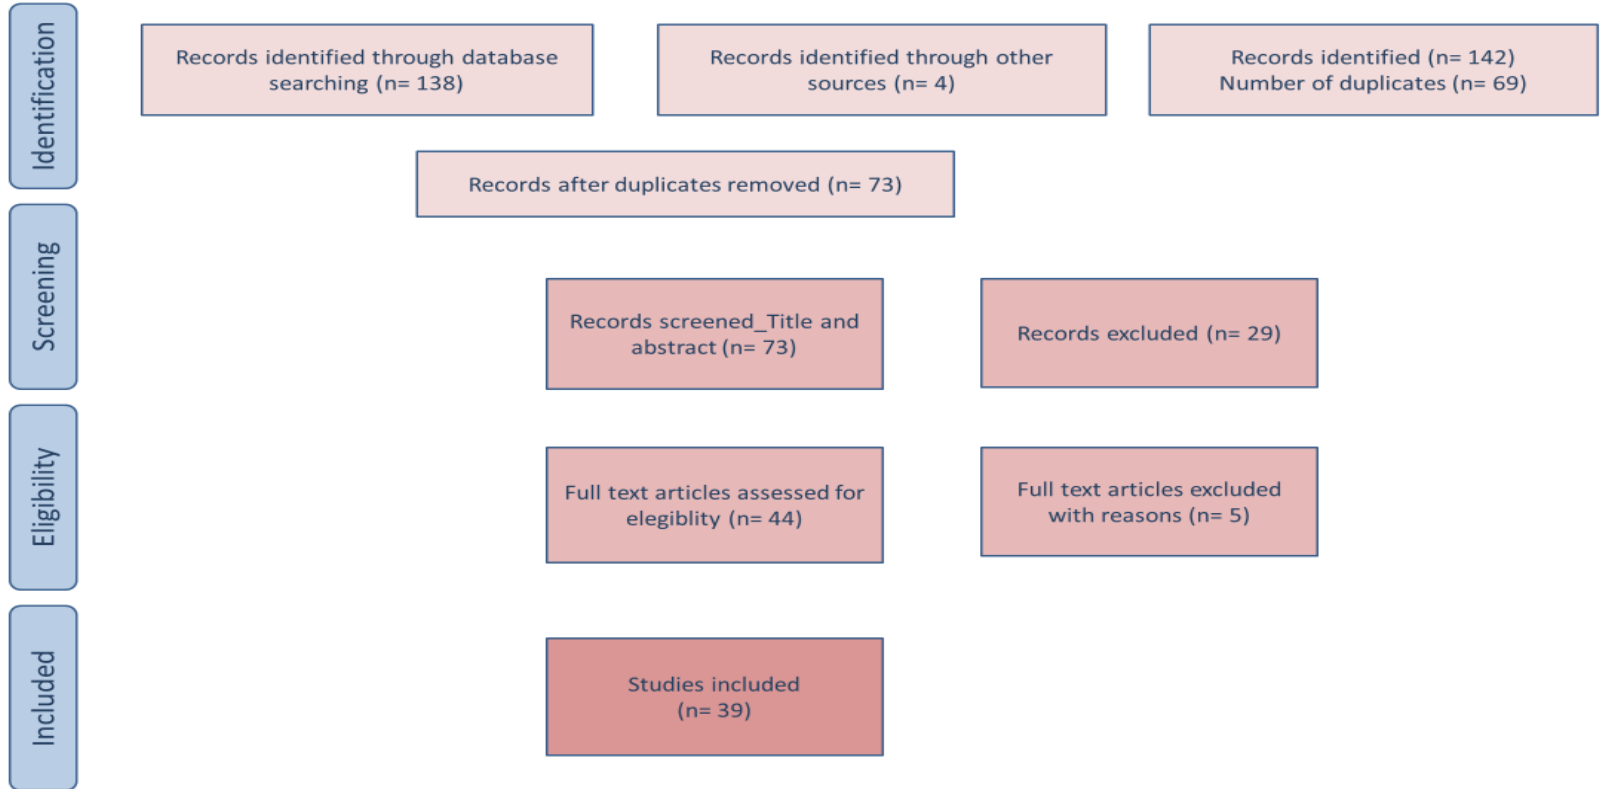 Identification
Records identified through database
searching (n= 138)
Records identified through other
sources (n= 4)
Records identified (n= 142)
Number of duplicates (n= 69)
Records after duplicates removed (n= 73)
Screening
Records screened_Title and
abstract (n= 73)
Records excluded (n= 29)
Eligibility
Full text articles assessed for
elegiblity (n= 44)
Full text articles excluded
with reasons (n= 5)
Included
Studies included
(n= 39)